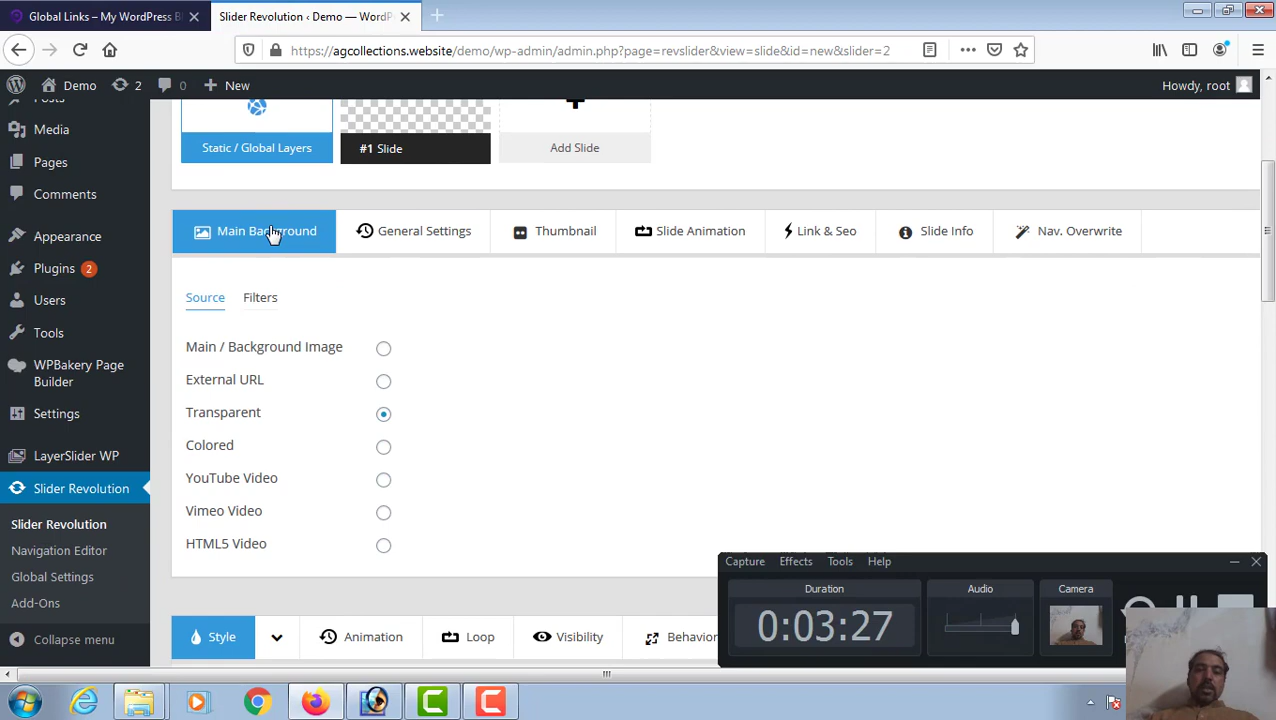 Global Links – My WordPress B
Slider Revolution ‹ Demo — WordP
https://agcollections.website/demo/wp-admin/admin.php?page=revslider&view=slide&id=new&slider=2
Demo 2 0 New
Howdy, root
Posts
Media
Pages
Comments
Appearance
Plugins 2
Users
Tools
WPBakery Page
Builder
Settings
LayerSlider WP
Slider Revolution
Slider Revolution
Navigation Editor
Global Settings
Add-Ons
Collapse menu
Static / Global Layers
#1 Slide
Add Slide
Main Background
General Settings
Thumbnail
Slide Animation
Link & Seo
Slide Info
Nav. Overwrite
Source Filters
Main / Background Image
External URL
Transparent
Colored
YouTube Video
Vimeo Video
HTML5 Video
Style
Animation
Loop
Visibility
Behavior
Capture Effects Tools Help
Duration
0:03:27
Audio
Camera